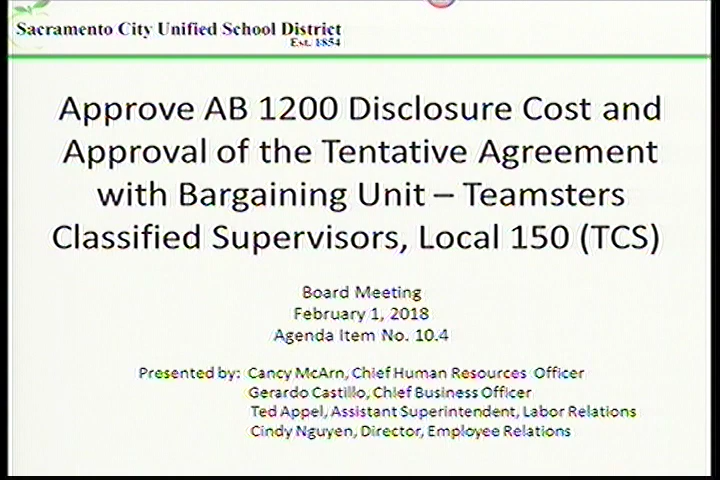 Sacramento City Unified School District
Est. 1854
Approve AB 1200 Disclosure Cost and
Approval of the Tentative Agreement
with Bargaining Unit – Teamsters
Classified Supervisors, Local 150 (TCS)
Board Meeting
February 1, 2018
Agenda Item No. 10.4
Presented by: Cancy McArn, Chief Human Resources Officer
Gerardo Castillo, Chief Business Officer
Ted Appel, Assistant Superintendent, Labor Relations
Cindy Nguyen, Director, Employee Relations